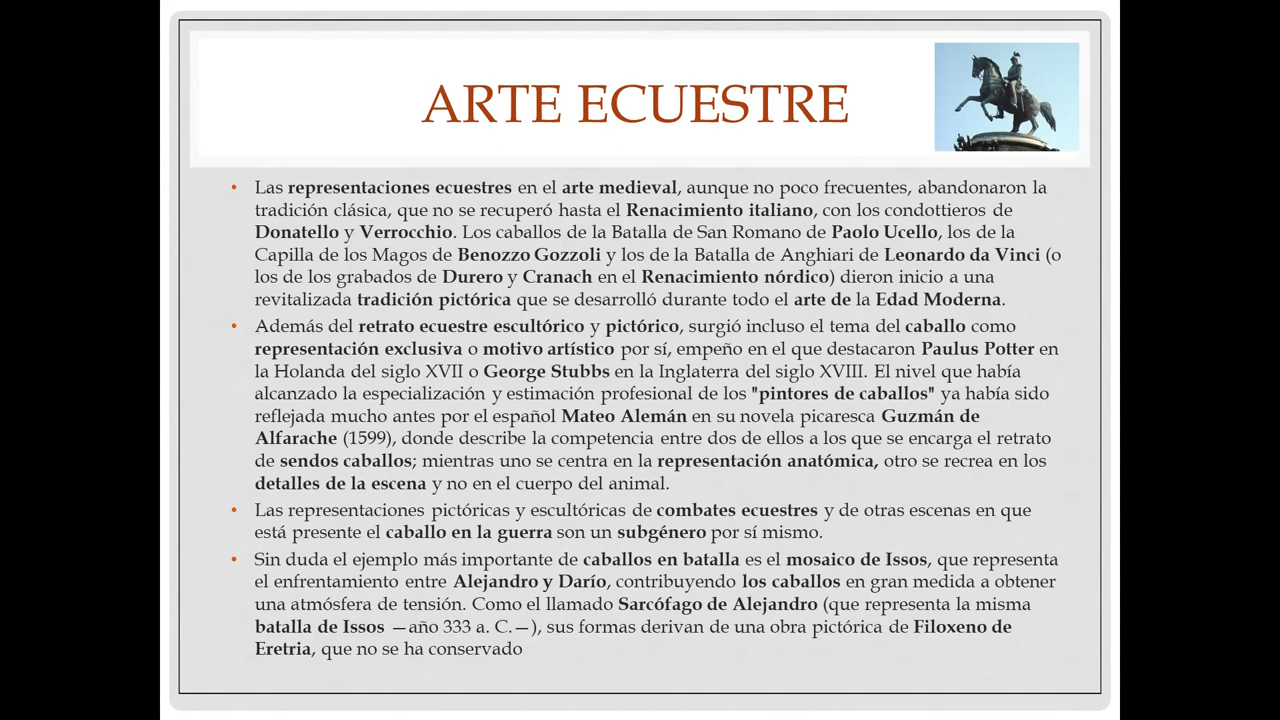 ARTE ECUESTRE
• Las representaciones ecuestres en el arte medieval, aunque no poco frecuentes, abandonaron la
tradición clásica, que no se recuperó hasta el Renacimiento italiano, con los condottieros de
Donatello y Verrocchio. Los caballos de la Batalla de San Romano de Paolo Ucello, los de la
Capilla de los Magos de Benozzo Gozzoli y los de la Batalla de Anghiari de Leonardo da Vinci (o
los de los grabados de Durero y Cranach en el Renacimiento nórdico) dieron inicio a una
revitalizada tradición pictórica que se desarrolló durante todo el arte de la Edad Moderna.
• Además del retrato ecuestre escultórico y pictórico, surgió incluso el tema del caballo como
representación exclusiva o motivo artístico por sí, empeño en el que destacaron Paulus Potter en
la Holanda del siglo XVII o George Stubbs en la Inglaterra del siglo XVIII. El nivel que había
alcanzado la especialización y estimación profesional de los "pintores de caballos" ya había sido
reflejada mucho antes por el español Mateo Alemán en su novela picaresca Guzmán de
Alfarache (1599), donde describe la competencia entre dos de ellos a los que se encarga el retrato
de sendos caballos; mientras uno se centra en la representación anatómica, otro se recrea en los
detalles de la escena y no en el cuerpo del animal.
• Las representaciones pictóricas y escultóricas de combates ecuestres y de otras escenas en que
está presente el caballo en la guerra son un subgénero por sí mismo.
• Sin duda el ejemplo más importante de caballos en batalla es el mosaico de Issos, que representa
el enfrentamiento entre Alejandro y Darío, contribuyendo los caballos en gran medida a obtener
una atmósfera de tensión. Como el llamado Sarcófago de Alejandro (que representa la misma
batalla de Issos —año 333 a. C.—), sus formas derivan de una obra pictórica de Filoxeno de
Eretria, que no se ha conservado